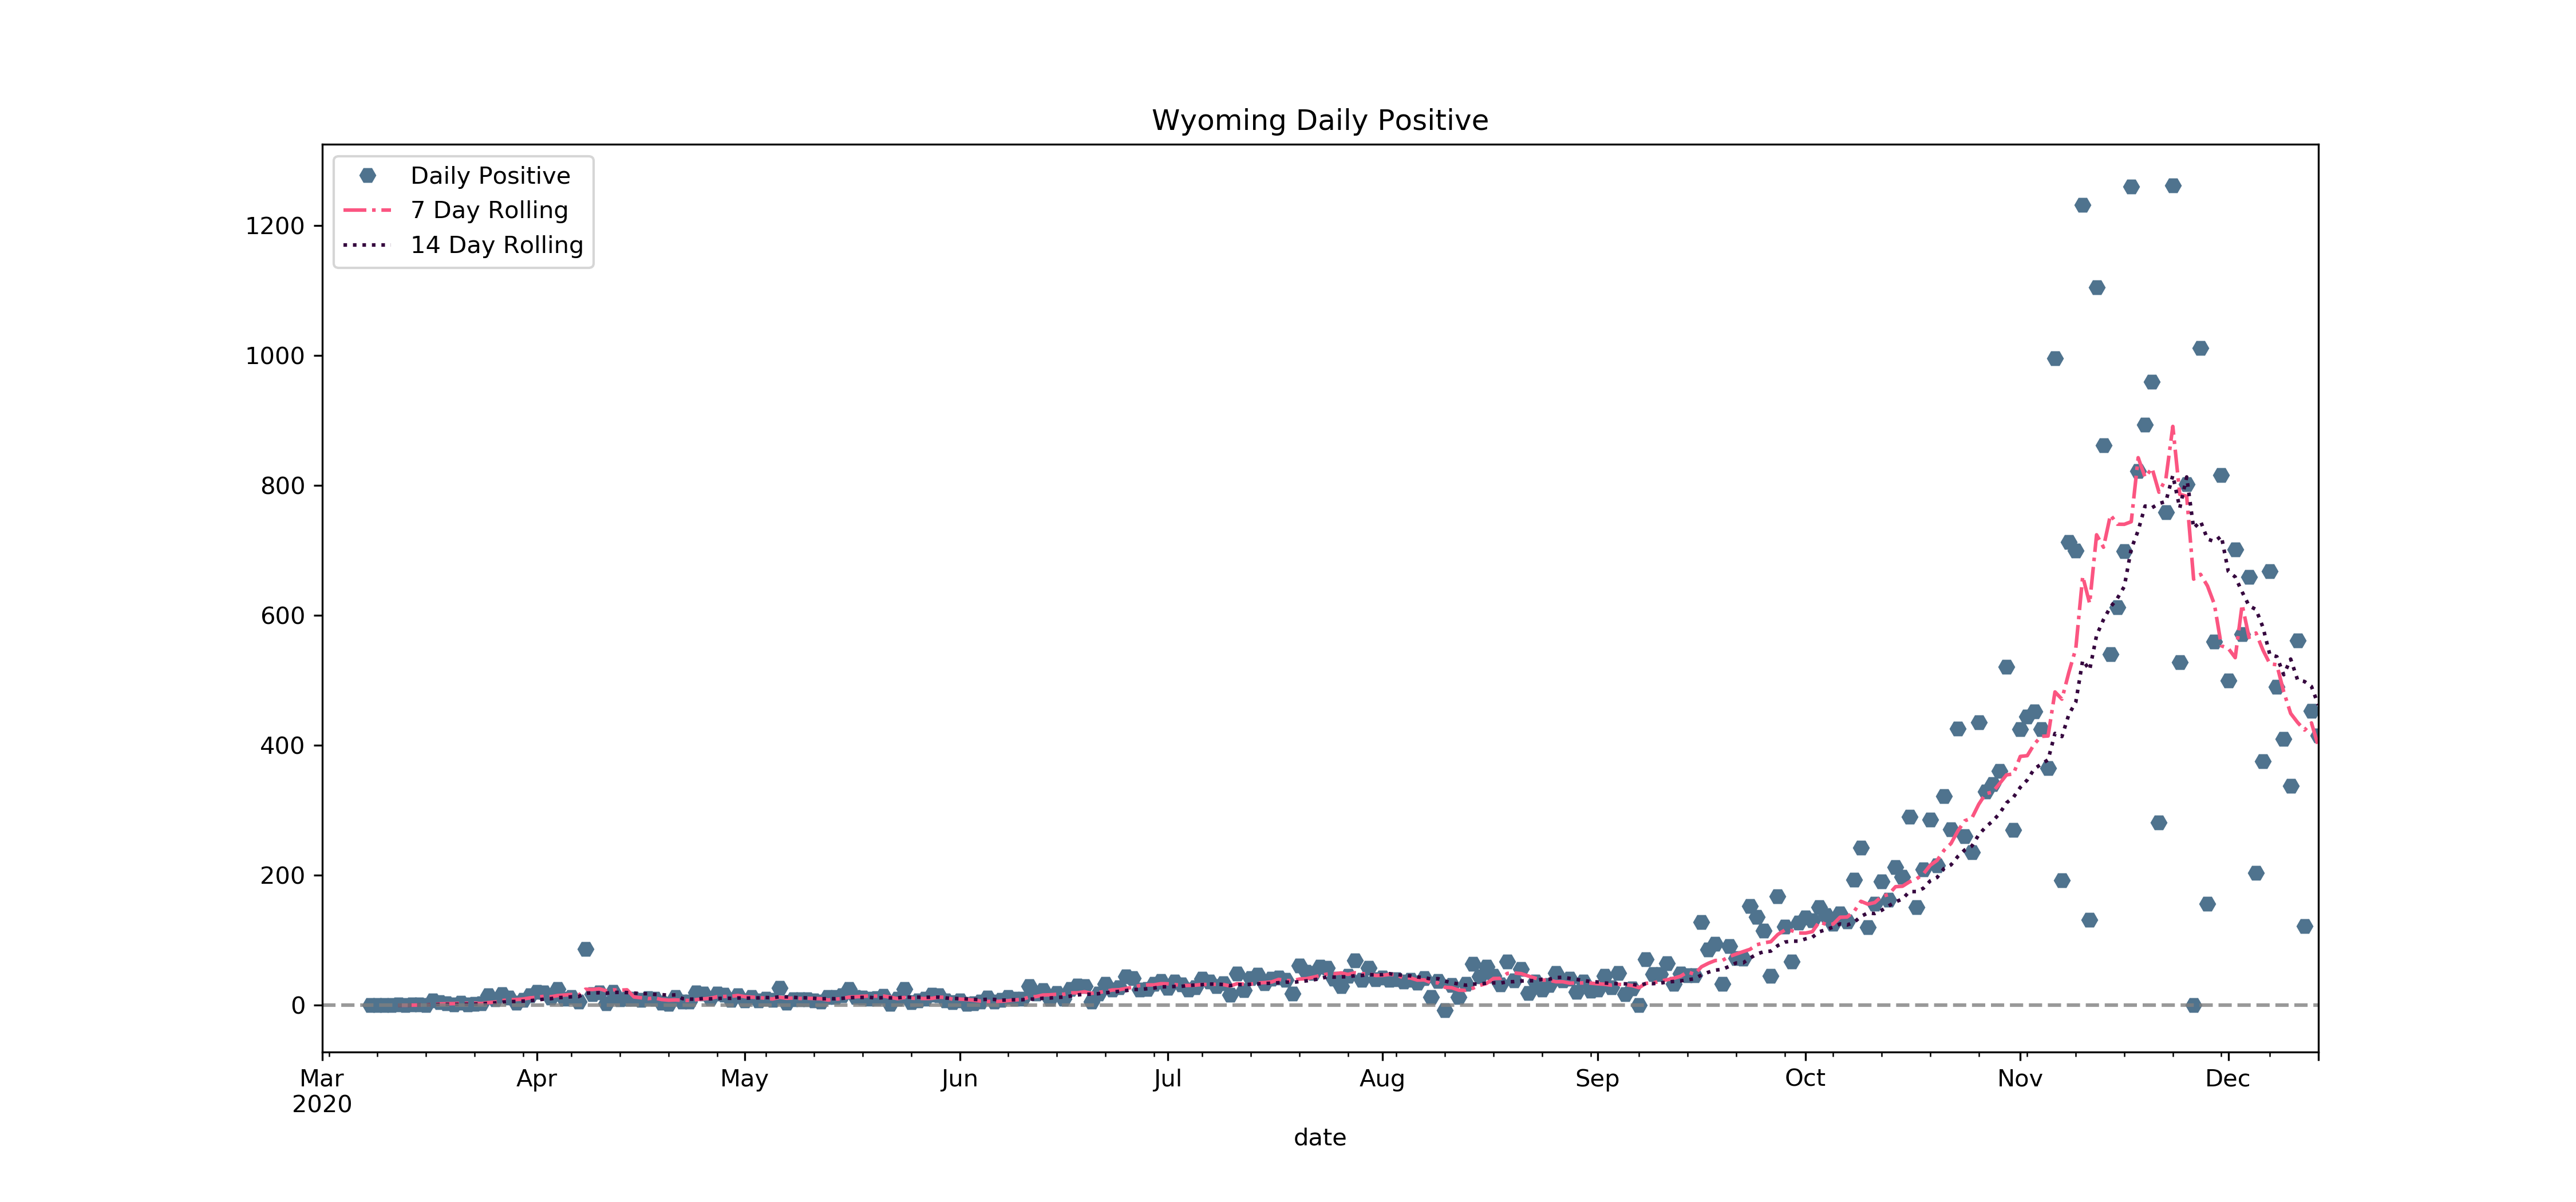 Wyoming Daily Positive
Daily Positive
7 Day Rolling
14 Day Rolling
1200
1000
800
600
400
200
0
Mar Apr May Jun Jul Aug Sep Oct Nov Dec
2020
date